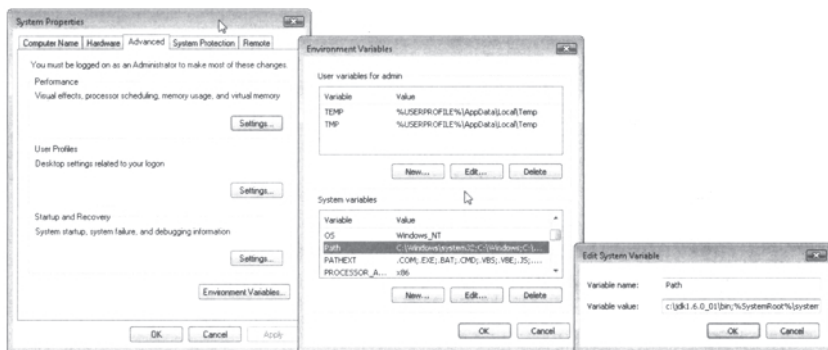 System Properties
Computer Name Hardware Advanced System Protection Remote
You must be logged on as an Administrator to make most of these changes.
Performance
Visual effects, processor scheduling, memory usage, and virtual memory
Settings...
User Profiles
Desktop settings related to your logon
Settings...
Startup and Recovery
System startup, system failure, and debugging information
Settings...
Environment Variables...
OK Cancel Apply
Environment Variables
User variables for admin
Variable Value
TEMP %USERPROFILE%\AppData\Local\Temp
TMP %USERPROFILE%\AppData\Local\Temp
New... Edit... Delete
System variables
Variable Value
OS Windows_NT
Path C:\Windows\system32;C:\Windows;C:\...
PATHEXT .COM;.EXE;.BAT;.CMD;.VBS;.VBE;.JS;....
PROCESSOR_A... x86
New... Edit... Delete
OK Cancel
Edit System Variable
Variable name: Path
Variable value: c:\jdk1.6.0_01\bin;%SystemRoot%\system
OK Cancel